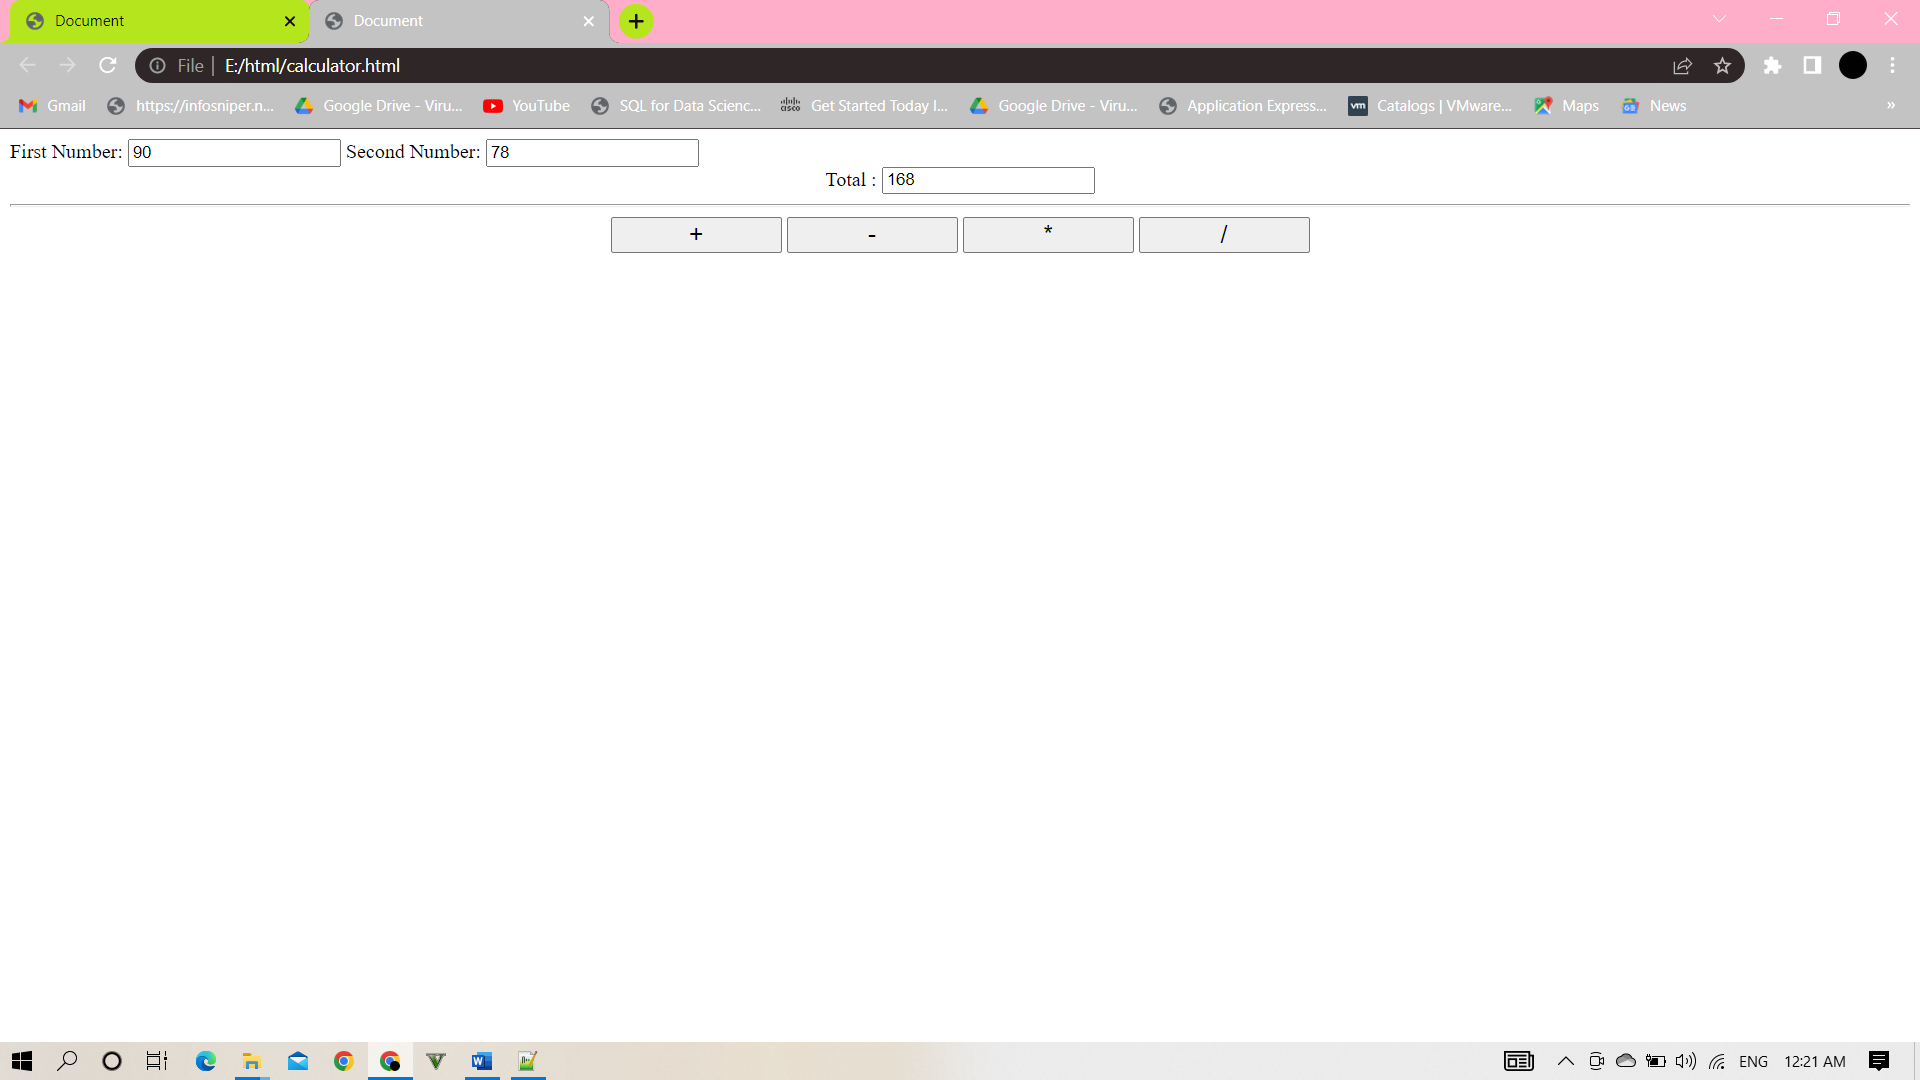 Document
Document
File | E:/html/calculator.html
Gmail https://infosniper.n... Google Drive - Viru... YouTube SQL for Data Scienc... Get Started Today I... Google Drive - Viru... Application Express... Catalogs | VMware... Maps News »
First Number: 90 Second Number: 78
Total : 168
+ - * /
ENG 12:21 AM